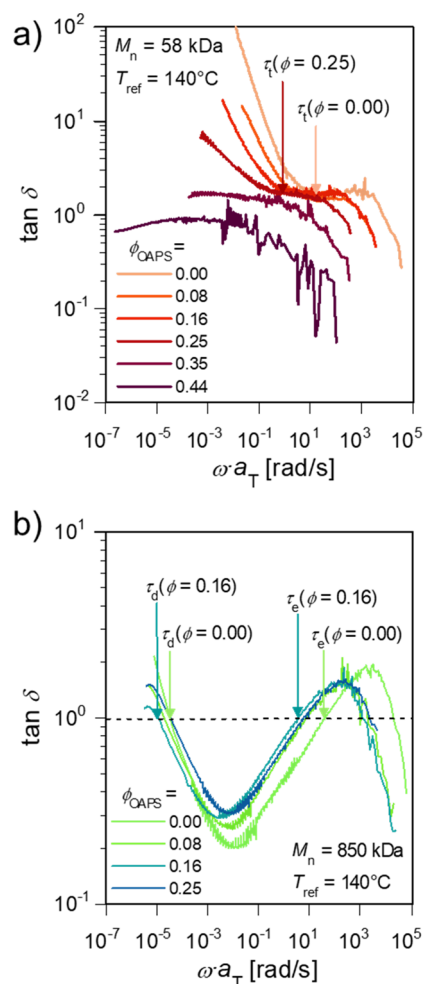 a)
Mn = 58 kDa
Tref = 140°C
τt(ϕ = 0.25)
τt(ϕ = 0.00)
tan δ
10²
10¹
10⁰
10⁻¹
10⁻²
ϕOAPS =
0.00
0.08
0.16
0.25
0.35
0.44
10⁻⁷ 10⁻⁵ 10⁻³ 10⁻¹ 10¹ 10³ 10⁵
ω·aT [rad/s]
b)
τd(ϕ = 0.16)
τd(ϕ = 0.00)
τe(ϕ = 0.16)
τe(ϕ = 0.00)
tan δ
10¹
10⁰
10⁻¹
ϕOAPS =
0.00
0.08
0.16
0.25
Mn = 850 kDa
Tref = 140°C
10⁻⁷ 10⁻⁵ 10⁻³ 10⁻¹ 10¹ 10³ 10⁵
ω·aT [rad/s]